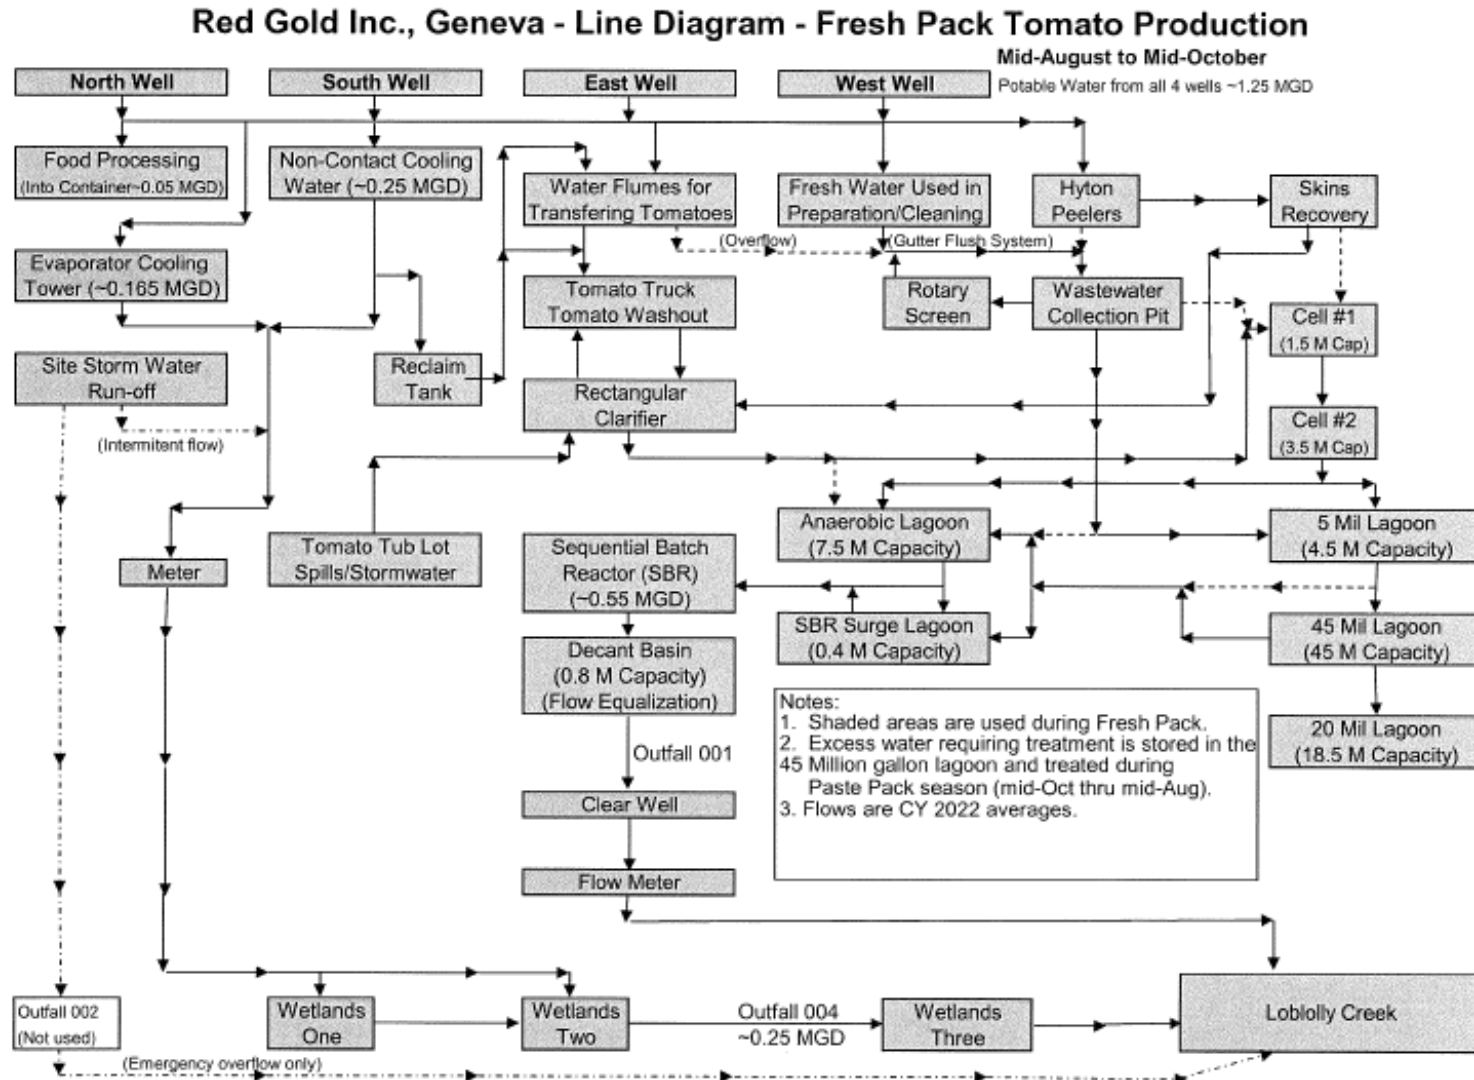 Red Gold Inc., Geneva - Line Diagram - Fresh Pack Tomato Production
Mid-August to Mid-October
Potable Water from all 4 wells ~1.25 MGD
North Well
South Well
East Well
West Well
Food Processing
(Into Container~0.05 MGD)
Non-Contact Cooling
Water (~0.25 MGD)
Water Flumes for
Transfering Tomatoes
Fresh Water Used in
Preparation/Cleaning
Hyton
Peelers
Skins
Recovery
(Overflow)
(Gutter Flush System)
Evaporator Cooling
Tower (~0.165 MGD)
Tomato Truck
Tomato Washout
Rotary
Screen
Wastewater
Collection Pit
Cell #1
(1.5 M Cap)
Site Storm Water
Run-off
Reclaim
Tank
Rectangular
Clarifier
Cell #2
(3.5 M Cap)
(Intermitent flow)
Anaerobic Lagoon
(7.5 M Capacity)
5 Mil Lagoon
(4.5 M Capacity)
Meter
Tomato Tub Lot
Spills/Stormwater
Sequential Batch
Reactor (SBR)
(~0.55 MGD)
SBR Surge Lagoon
(0.4 M Capacity)
45 Mil Lagoon
(45 M Capacity)
Decant Basin
(0.8 M Capacity)
(Flow Equalization)
20 Mil Lagoon
(18.5 M Capacity)
Notes:
1. Shaded areas are used during Fresh Pack.
2. Excess water requiring treatment is stored in the
45 Million gallon lagoon and treated during
Paste Pack season (mid-Oct thru mid-Aug).
3. Flows are CY 2022 averages.
Outfall 001
Clear Well
Flow Meter
Outfall 002
(Not used)
Wetlands
One
Wetlands
Two
Outfall 004
~0.25 MGD
Wetlands
Three
Loblolly Creek
(Emergency overflow only)